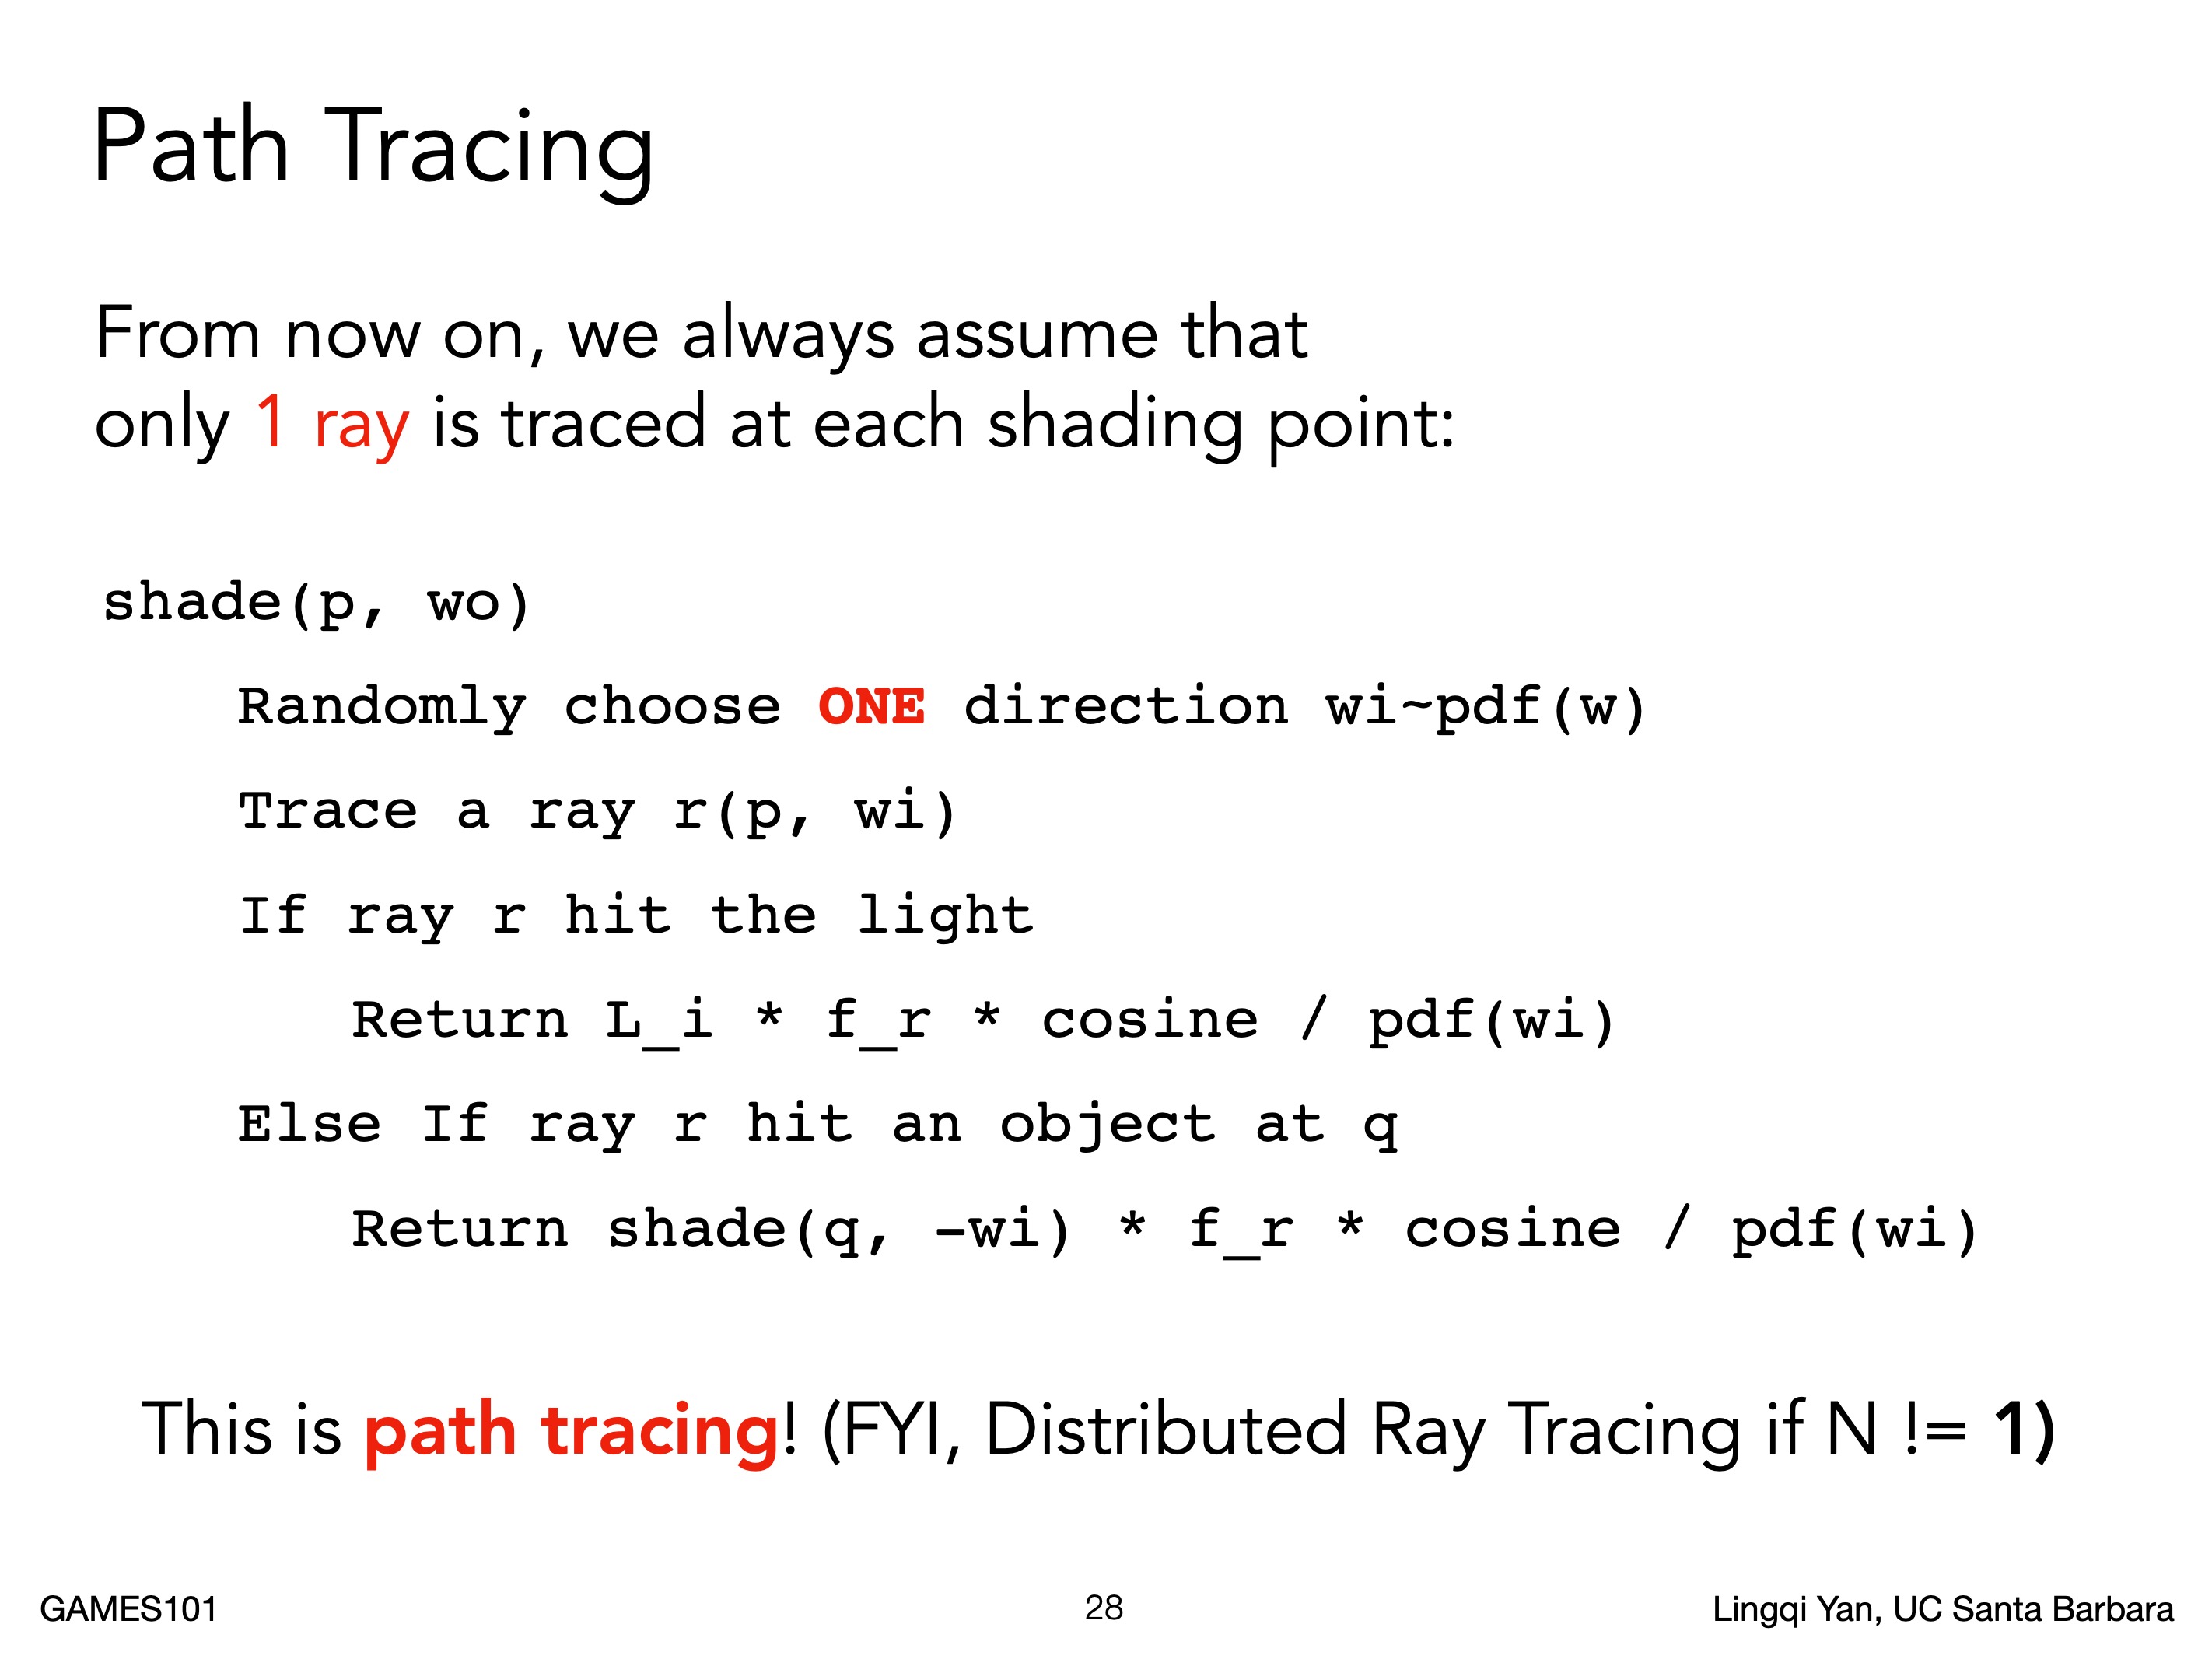 Path Tracing
From now on, we always assume that
only 1 ray is traced at each shading point:
shade(p, wo)
Randomly choose ONE direction wi~pdf(w)
Trace a ray r(p, wi)
If ray r hit the light
Return L_i * f_r * cosine / pdf(wi)
Else If ray r hit an object at q
Return shade(q, -wi) * f_r * cosine / pdf(wi)
This is path tracing! (FYI, Distributed Ray Tracing if N != 1)
GAMES101
28
Lingqi Yan, UC Santa Barbara